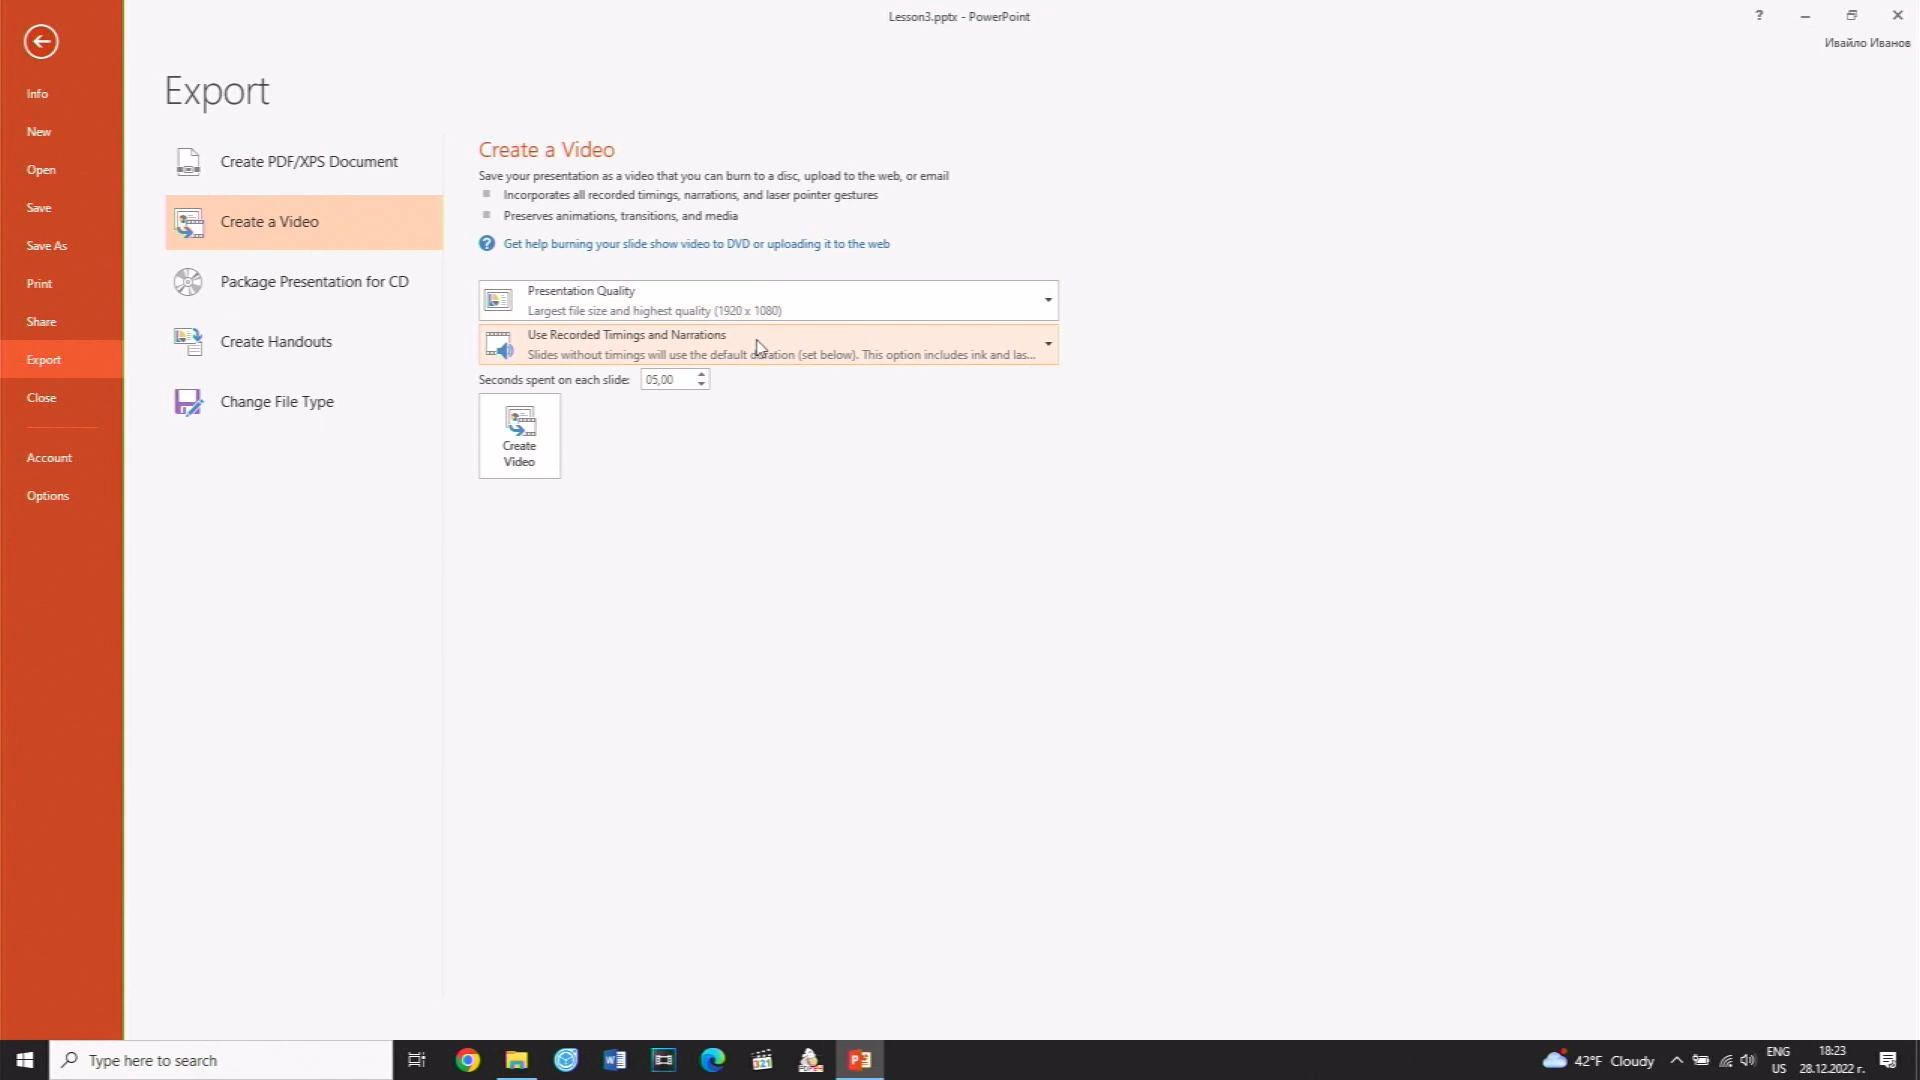 Lesson3.pptx - PowerPoint
?
Ивайло Иванов
Info
New
Open
Save
Save As
Print
Share
Export
Close
Account
Options
Export
Create PDF/XPS Document
Create a Video
Package Presentation for CD
Create Handouts
Change File Type
Create a Video
Save your presentation as a video that you can burn to a disc, upload to the web, or email
Incorporates all recorded timings, narrations, and laser pointer gestures
Preserves animations, transitions, and media
? Get help burning your slide show video to DVD or uploading it to the web
Presentation Quality
Largest file size and highest quality (1920 x 1080)
Use Recorded Timings and Narrations
Slides without timings will use the default duration (set below). This option includes ink and las...
Seconds spent on each slide: 05,00
Create
Video
Type here to search
321
42°F Cloudy
ENG
US
18:23
28.12.2022 г.